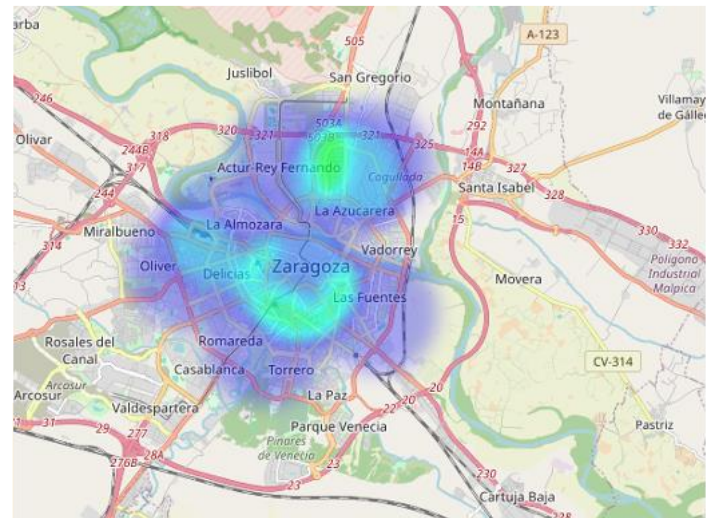 arba
505
A-123
Juslibol
San Gregorio
246
Montañana
Villamay
de Gálleg
318
320
321
503A
503B
321
325
292
Olivar
244B
317
14A
14B
327
Actur-Rey Fernando
Cogullada
244
Santa Isabel
328
La Azucarera
15
La Almozara
330
Miralbueno
332
314
Vadorrey
Oliver
Delicias
Zaragoza
Polígono
Industrial
Malpica
Movera
13
Las Fuentes
Rosales del
Canal
Romareda
Casablanca
Torrero
CV-314
Arcosur
Arcosur
La Paz
20
20
22
Valdespartera
31
29
277
Parque Venecia
Pastriz
28A
Pinares
de Venecia
23
276B
230
23
Cartuja Baja
228